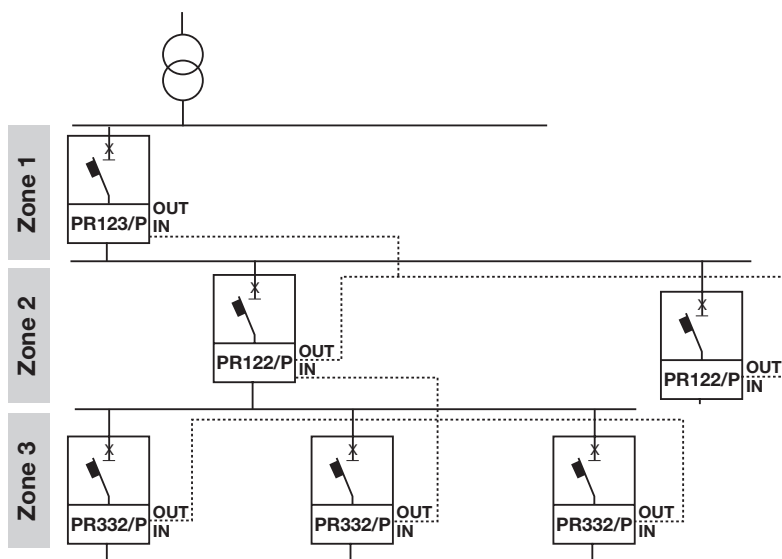 Zone 1
PR123/P
OUT
IN
Zone 2
PR122/P
OUT
IN
PR122/P
OUT
IN
Zone 3
PR332/P
OUT
IN
PR332/P
OUT
IN
PR332/P
OUT
IN